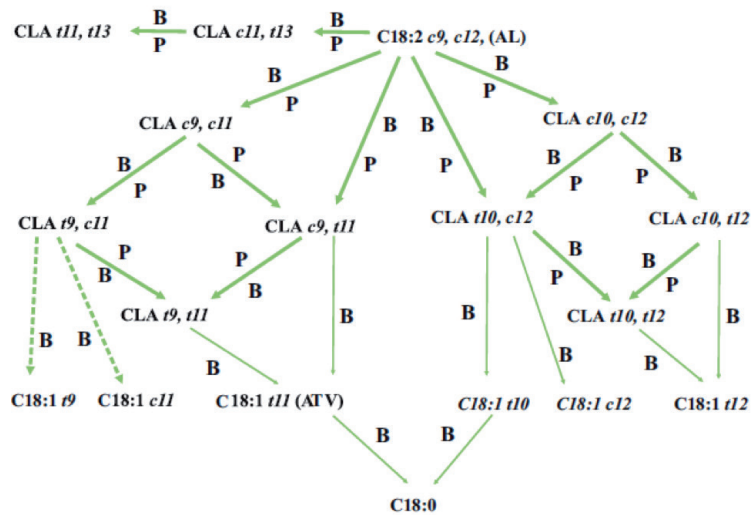 B B
CLA t11, t13 CLA c11, t13 C18:2 c9, c12, (AL)
P P
B B
P B B P
CLA c9, c11 CLA c10, c12
B P P P B B
P B P P
CLA t9, c11 CLA c9, t11 CLA t10, c12 CLA c10, t12
P P B B
B B P P
CLA t9, t11 CLA t10, t12
B B B B B B
B B B
C18:1 t9 C18:1 c11 C18:1 t11 (ATV) C18:1 t10 C18:1 c12 C18:1 t12
B B
C18:0